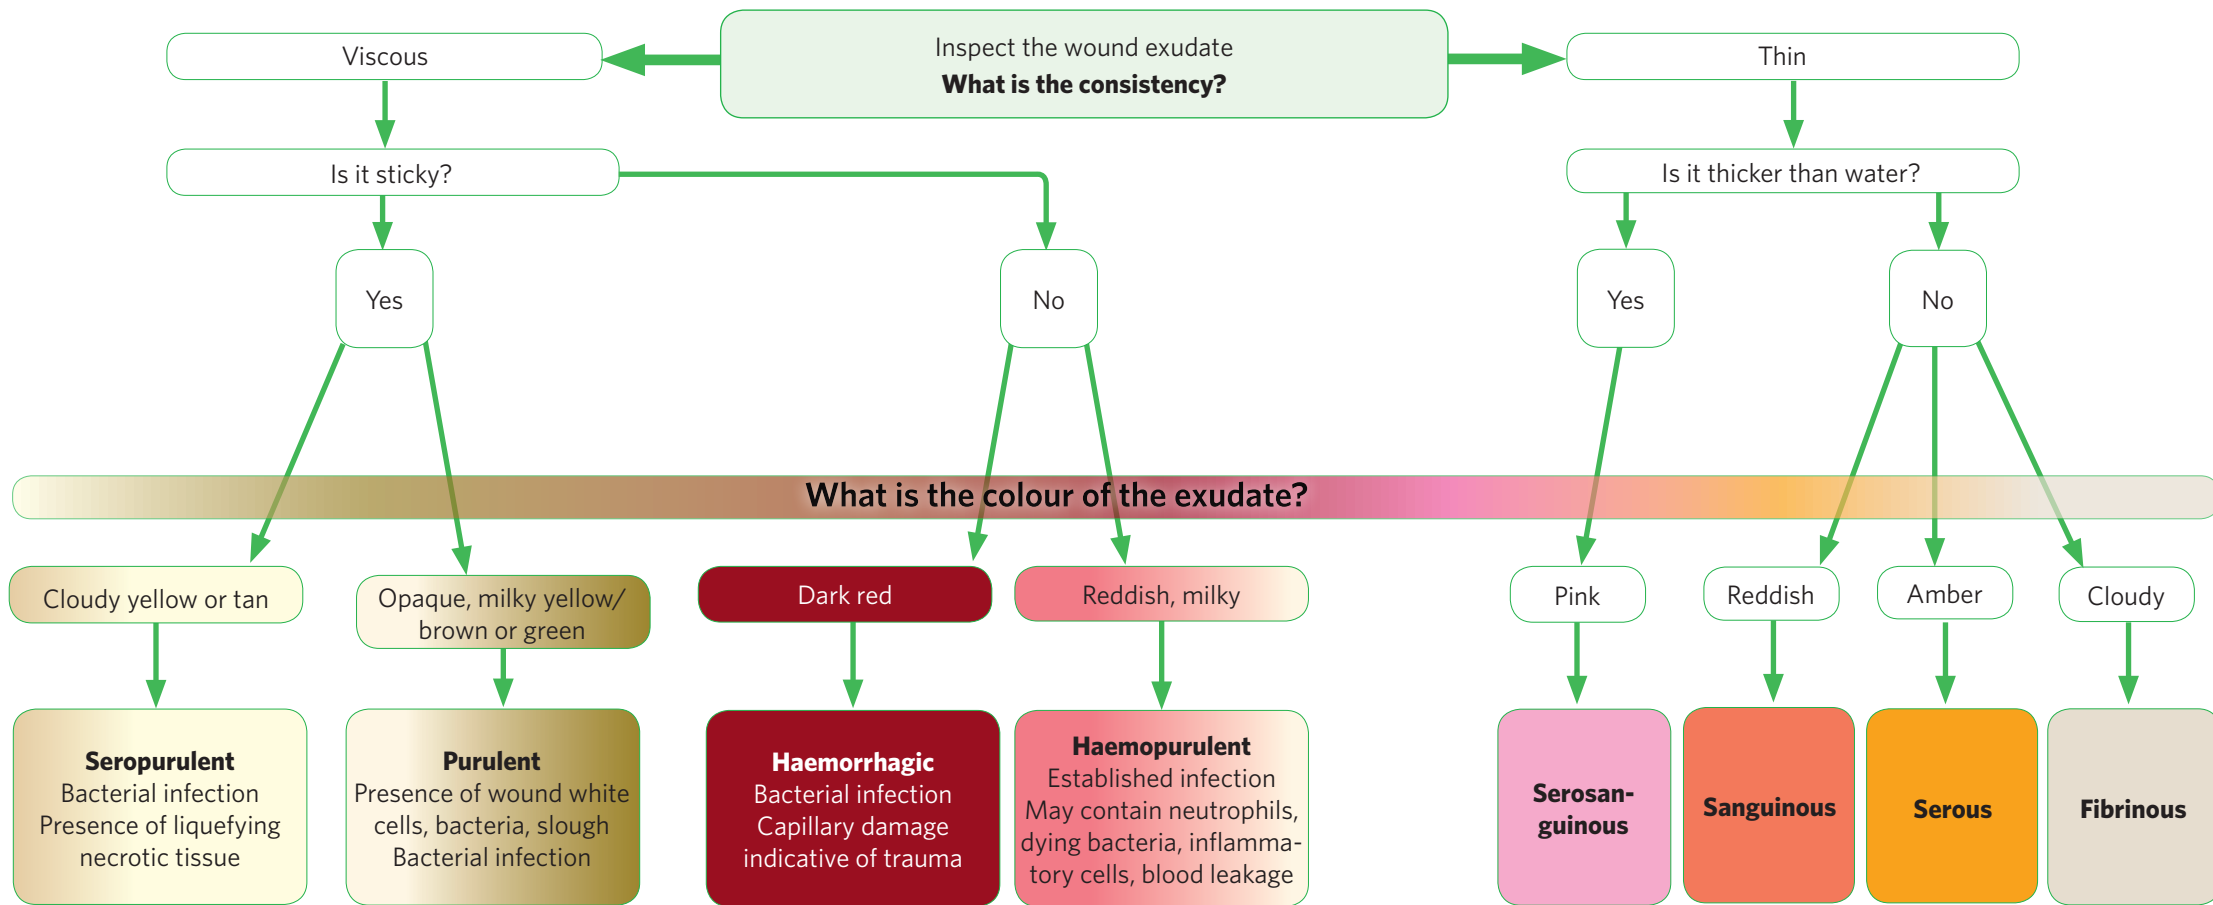 Inspect the wound exudate
What is the consistency?
Viscous
Thin
Is it sticky?
Is it thicker than water?
Yes
No
Yes
No
What is the colour of the exudate?
Cloudy yellow or tan
Opaque, milky yellow/
brown or green
Dark red
Reddish, milky
Pink
Reddish
Amber
Cloudy
Seropurulent
Bacterial infection
Presence of liquefying
necrotic tissue
Purulent
Presence of wound white
cells, bacteria, slough
Bacterial infection
Haemorrhagic
Bacterial infection
Capillary damage
indicative of trauma
Haemopurulent
Established infection
May contain neutrophils,
dying bacteria, inflamma-
tory cells, blood leakage
Serosan-
guinous
Sanguinous
Serous
Fibrinous